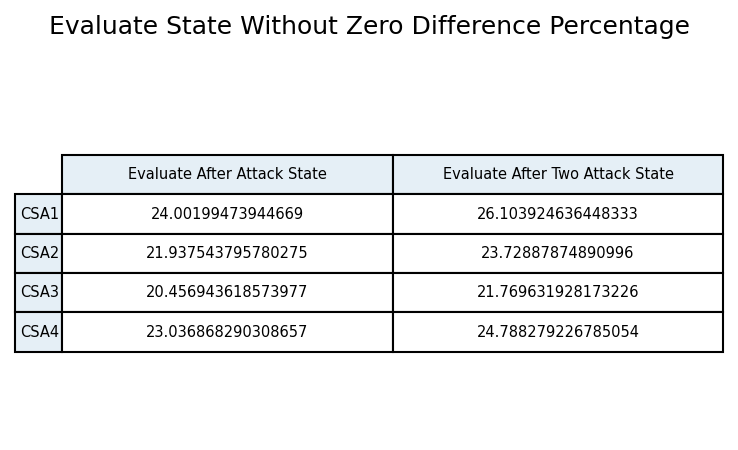 Evaluate State Without Zero Difference Percentage
Evaluate After Attack State Evaluate After Two Attack State
CSA1 24.00199473944669 26.103924636448333
CSA2 21.937543795780275 23.72887874890996
CSA3 20.456943618573977 21.769631928173226
CSA4 23.036868290308657 24.788279226785054